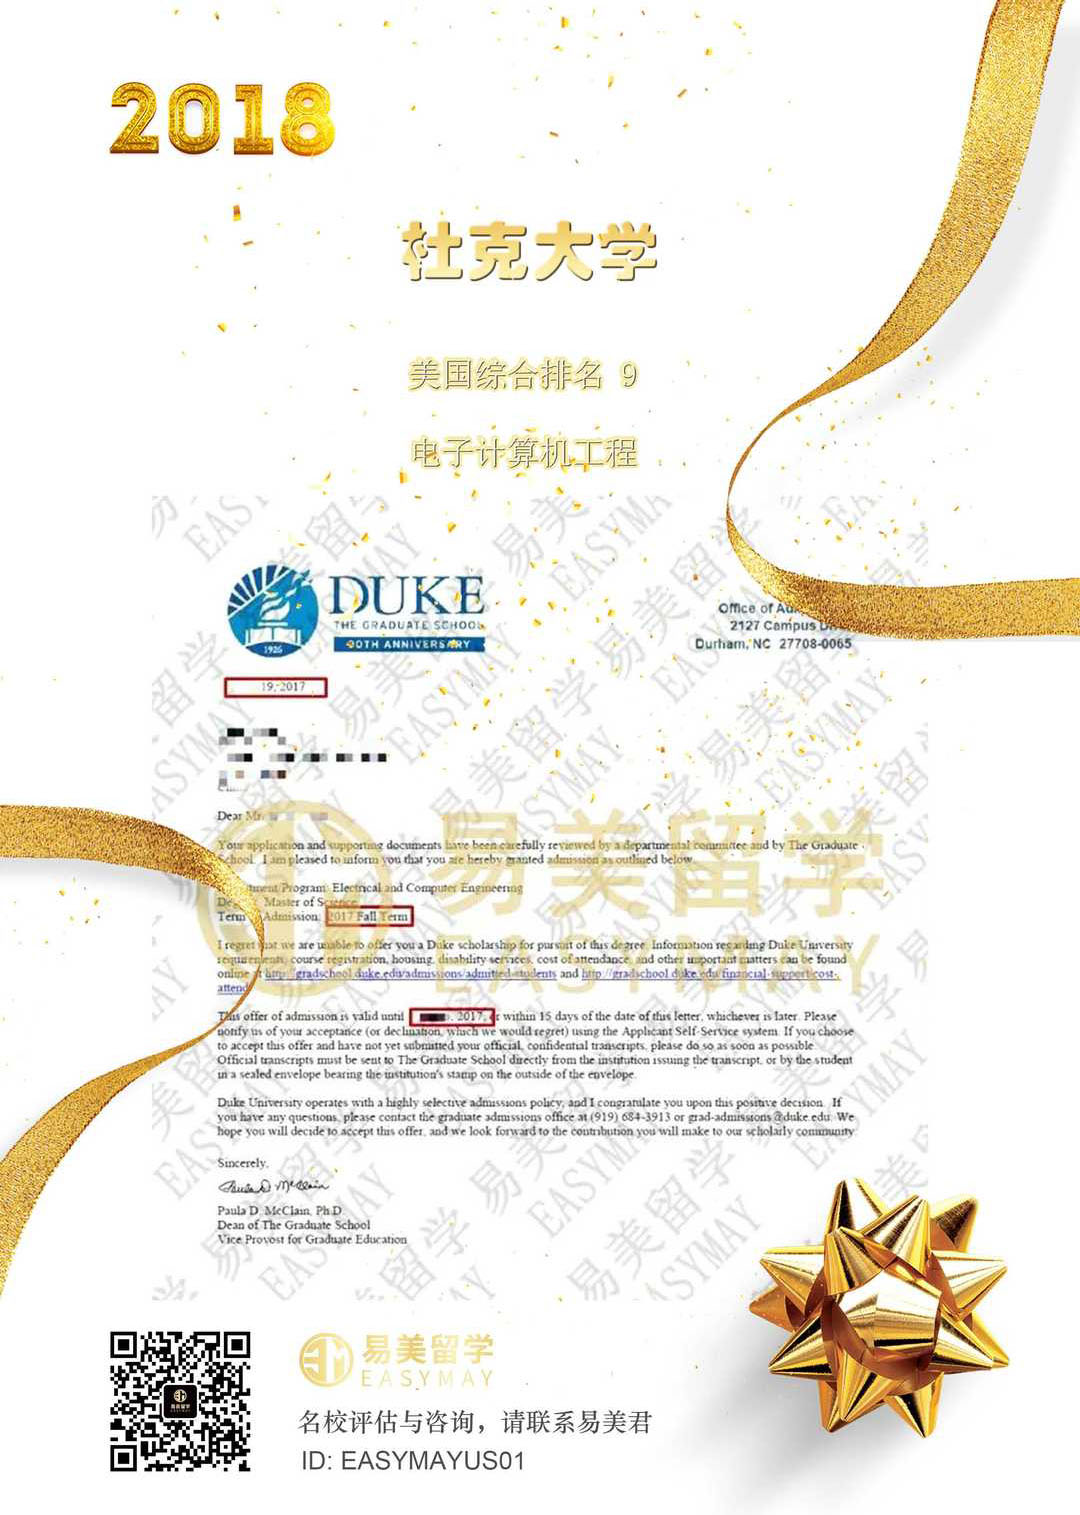 2018
杜克大学
美国综合排名 9
电子计算机工程
DUKE
THE GRADUATE SCHOOL
90TH ANNIVERSARY
1926
Office of
2127 Campus
Durham, NC 27708-0065
19, 2017
Dear Mr.
Your application and supporting documents have been carefully reviewed by a departmental committee and by The Graduate
School. I am pleased to inform you that you are hereby granted admission as outlined below.
Program: Electrical and Computer Engineering
Master of Science
Term Admission: 2017 Fall Term
I regret that we are unable to offer you a Duke scholarship for pursuit of this degree. Information regarding Duke University
requirements, course registration, housing, disability services, cost of attendance, and other important matters can be found
online at http://gradschool.duke.edu/admissions/admitted-students and http://gradschool.duke.edu/financial-support/cost-
attend
This offer of admission is valid until 2017, or within 15 days of the date of this letter, whichever is later. Please
notify us of your acceptance (or declination, which we would regret) using the Applicant Self-Service system. If you choose
to accept this offer and have not yet submitted your official, confidential transcripts, please do so as soon as possible.
Official transcripts must be sent to The Graduate School directly from the institution issuing the transcript, or by the student
in a sealed envelope bearing the institution's stamp on the outside of the envelope.
Duke University operates with a highly selective admissions policy, and I congratulate you upon this positive decision. If
you have any questions, please contact the graduate admissions office at (919) 684-3913 or grad-admissions@duke.edu. We
hope you will decide to accept this offer, and we look forward to the contribution you will make to our scholarly community.
Sincerely,
Paula D. McClain
Paula D. McClain, Ph.D.
Dean of The Graduate School
Vice Provost for Graduate Education
易美留学
EASYMAY
易美留学
EASYMAY
名校评估与咨询，请联系易美君
ID: EASYMAYUS01